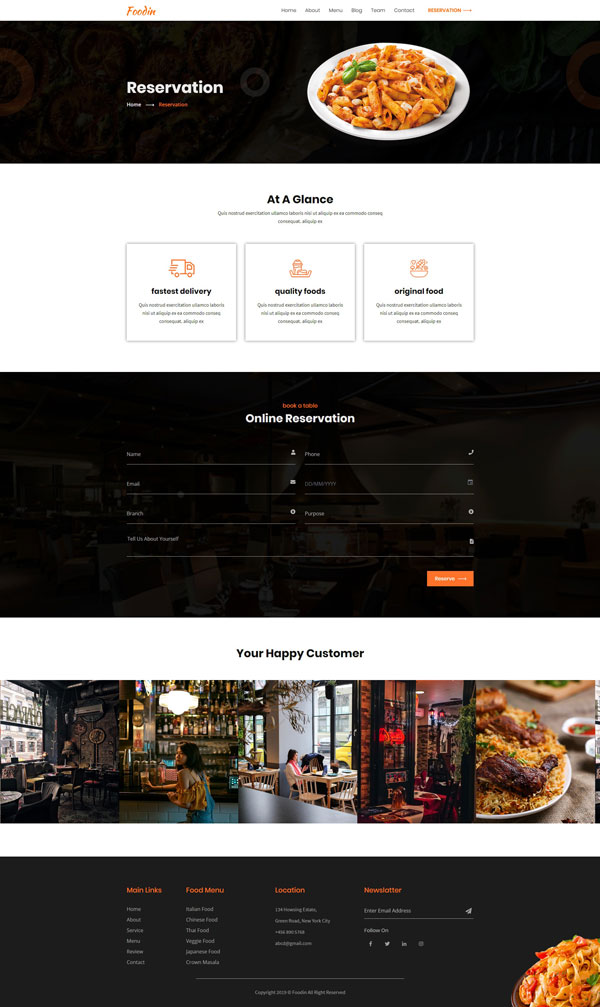 Foodin
Home About Menu Blog Team Contact RESERVATION
Reservation
Home Reservation
At A Glance
Quis nostrud exercitation ullamco laboris nisi ut aliquip ex ea commodo conseq
consequat. aliquip ex
fastest delivery
Quis nostrud exercitation ullamco laboris
nisi ut aliquip ex ea commodo conseq
consequat. aliquip ex
quality foods
Quis nostrud exercitation ullamco laboris
nisi ut aliquip ex ea commodo conseq
consequat. aliquip ex
original food
Quis nostrud exercitation ullamco laboris
nisi ut aliquip ex ea commodo conseq
consequat. aliquip ex
book a table
Online Reservation
Name
Phone
Email
DD/MM/YYYY
Branch
Purpose
Tell Us About Yourself
Reserve
Your Happy Customer
Main Links
Home
About
Service
Menu
Review
Contact
Food Menu
Italian Food
Chinese Food
Thai Food
Veggie Food
Japanese Food
Crown Masala
Location
134 Howsing Estate,
Green Road, New York City
+456 890 5768
Newslatter
Enter Email Address
Follow On
Copyright 2019 © Foodin All Right Reserved